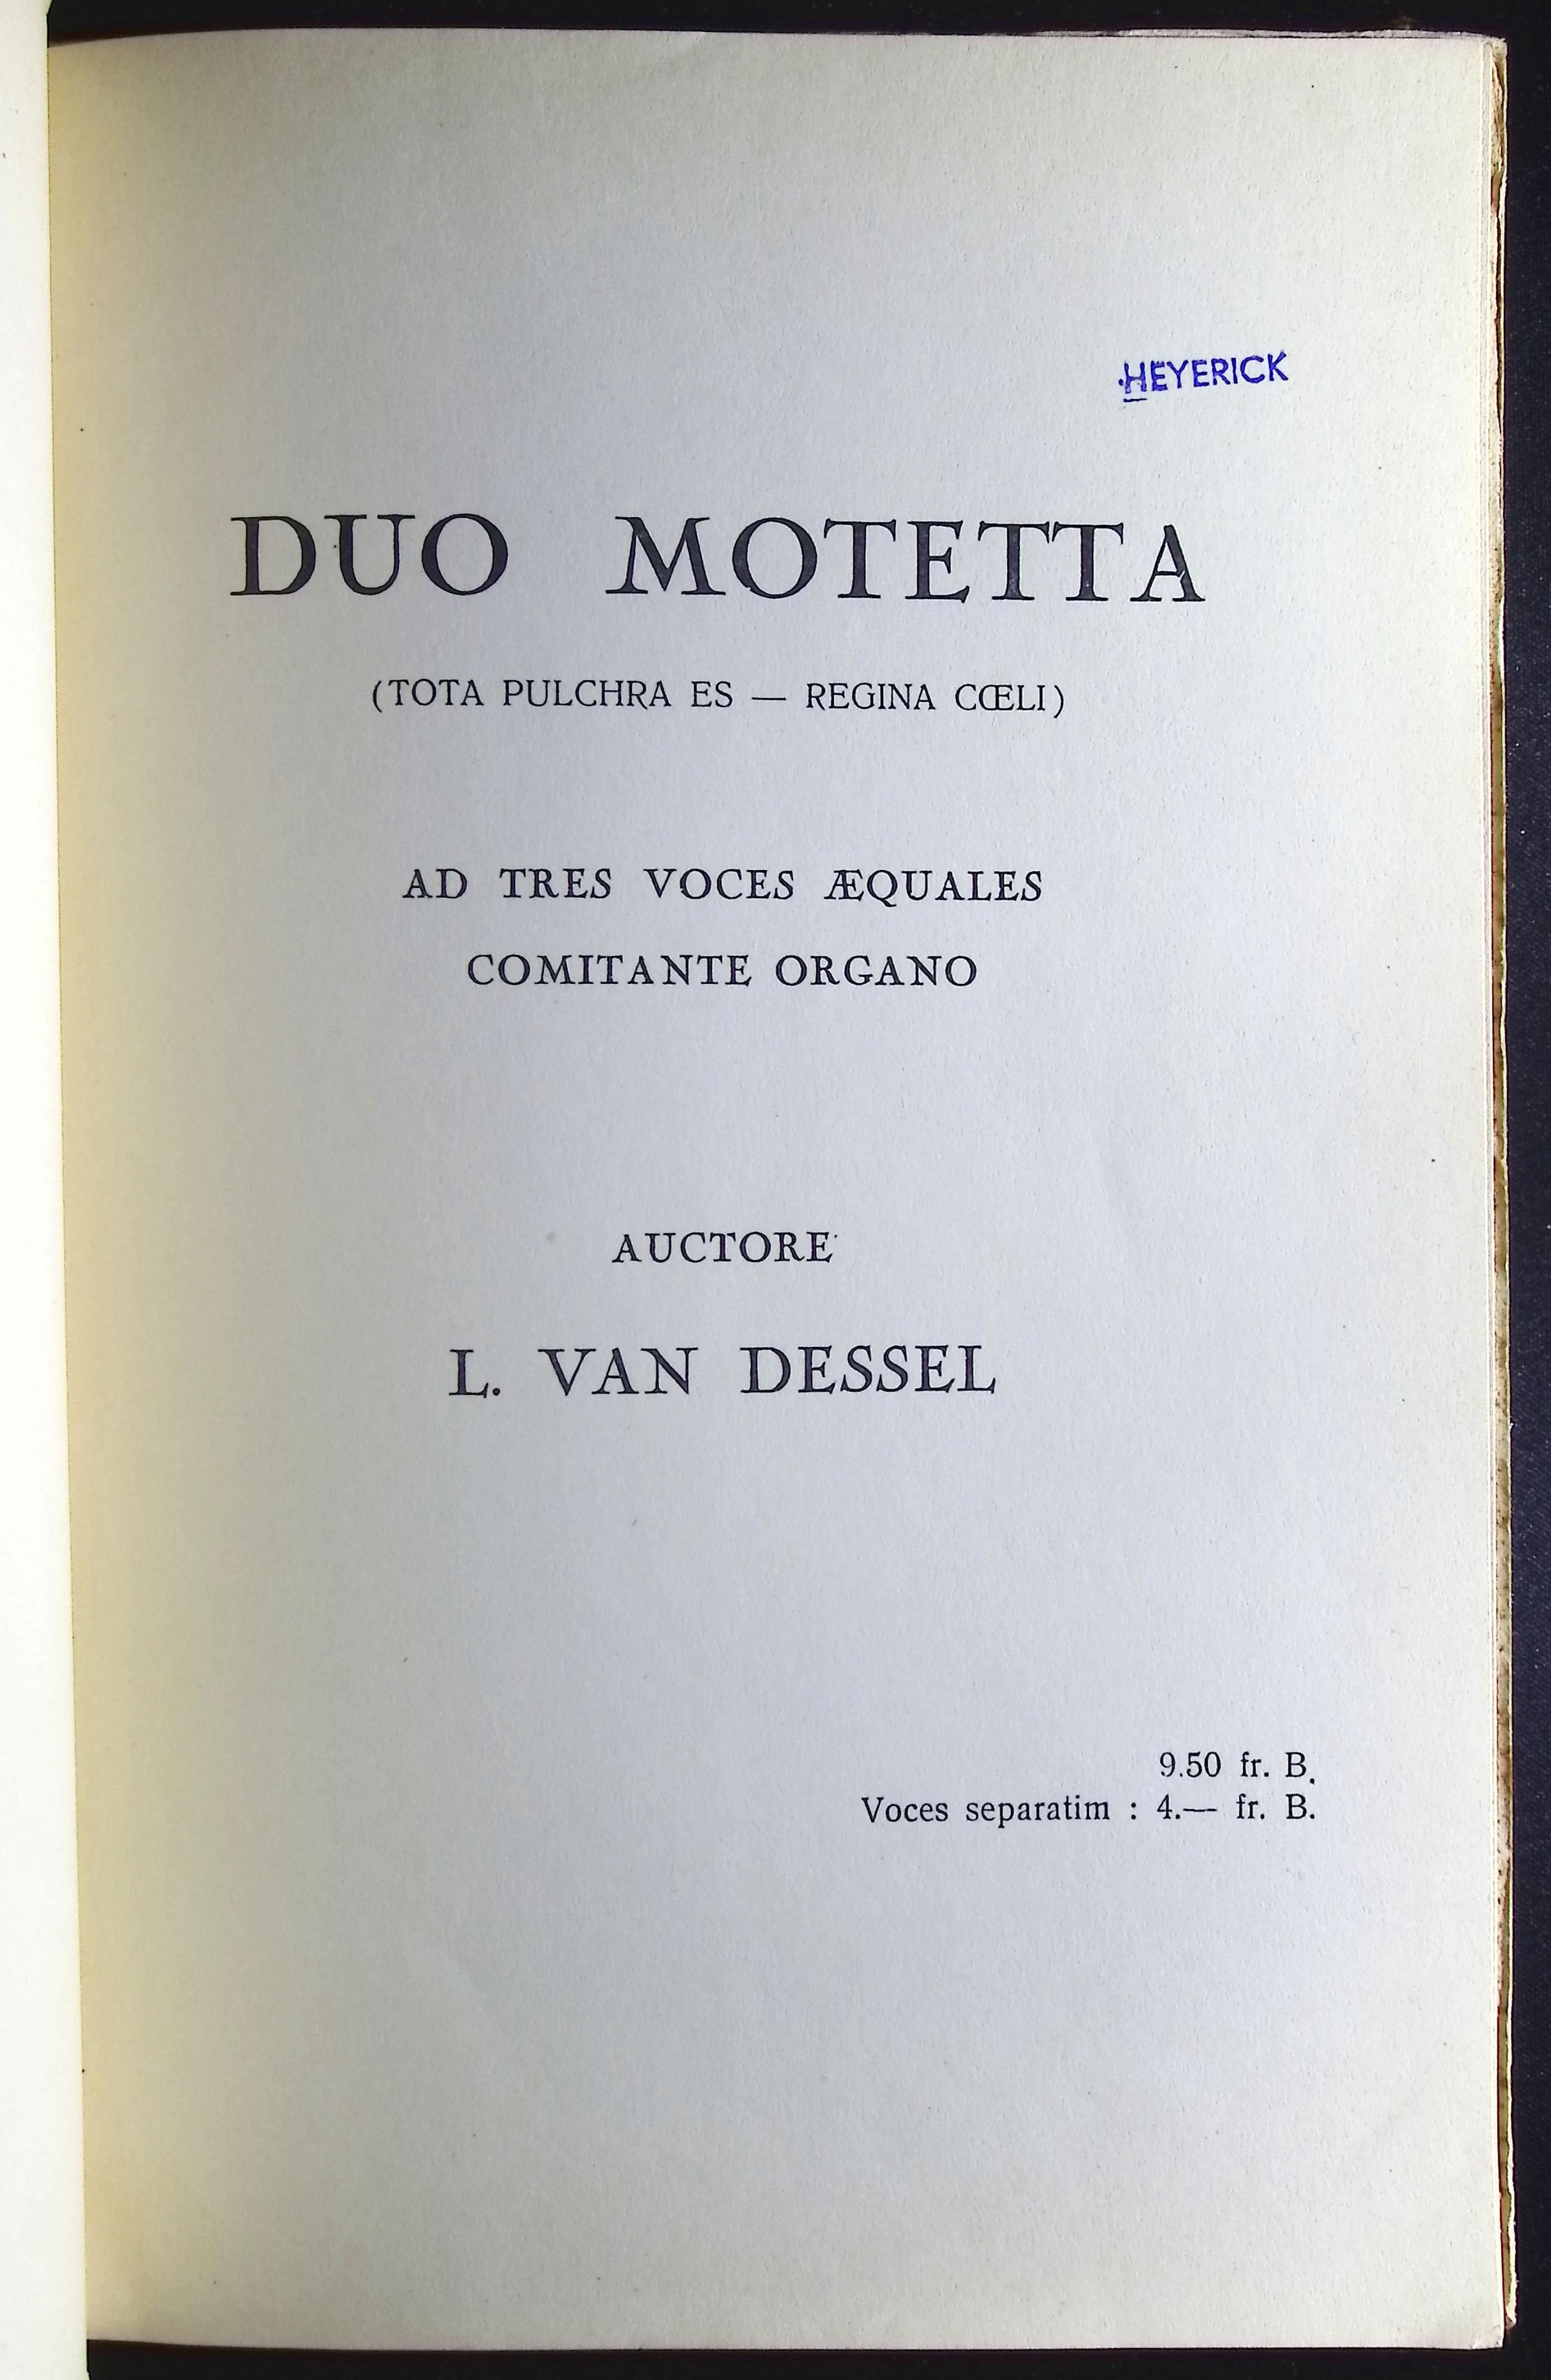 HEYERICK
DUO MOTETTA
(TOTA PULCHRA ES — REGINA CŒLI)
AD TRES VOCES ÆQUALES
COMITANTE ORGANO
AUCTORE
L. VAN DESSEL
9.50 fr. B.
Voces separatim : 4.— fr. B.